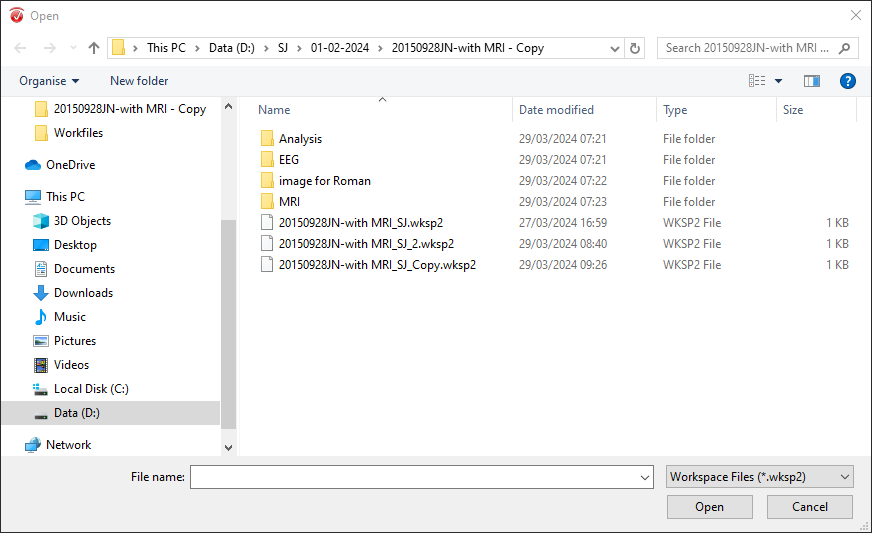 Open
This PC > Data (D:) > SJ > 01-02-2024 > 20150928JN-with MRI - Copy
Search 20150928JN-with MRI ...
Organise New folder
20150928JN-with MRI - Copy
Workfiles
OneDrive
This PC
3D Objects
Desktop
Documents
Downloads
Music
Pictures
Videos
Local Disk (C:)
Data (D:)
Network
Name Date modified Type Size
Analysis 29/03/2024 07:21 File folder
EEG 29/03/2024 07:21 File folder
image for Roman 29/03/2024 07:22 File folder
MRI 29/03/2024 07:23 File folder
20150928JN-with MRI_SJ.wksp2 27/03/2024 16:59 WKSP2 File 1 KB
20150928JN-with MRI_SJ_2.wksp2 29/03/2024 08:40 WKSP2 File 1 KB
20150928JN-with MRI_SJ_Copy.wksp2 29/03/2024 09:26 WKSP2 File 1 KB
File name: Workspace Files (*.wksp2)
Open Cancel